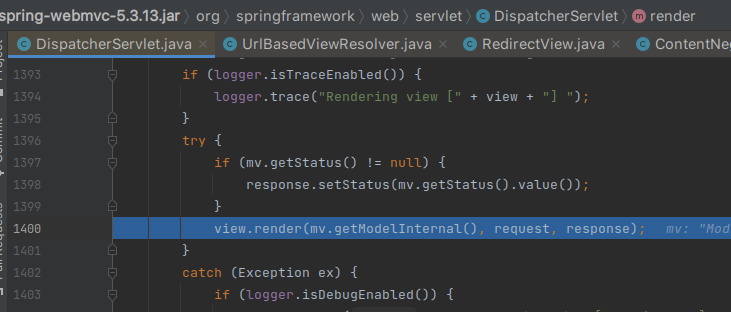 spring-webmvc-5.3.13.jar org springframework web servlet DispatcherServlet render
DispatcherServlet.java UrlBasedViewResolver.java RedirectView.java ContentNeg
1393 if (logger.isTraceEnabled()) {
1394 logger.trace("Rendering view [" + view + "] ");
1395 }
1396 try {
1397 if (mv.getStatus() != null) {
1398 response.setStatus(mv.getStatus().value());
1399 }
1400 view.render(mv.getModelInternal(), request, response); mv: "Mod
1401 }
1402 catch (Exception ex) {
1403 if (logger.isDebugEnabled()) {